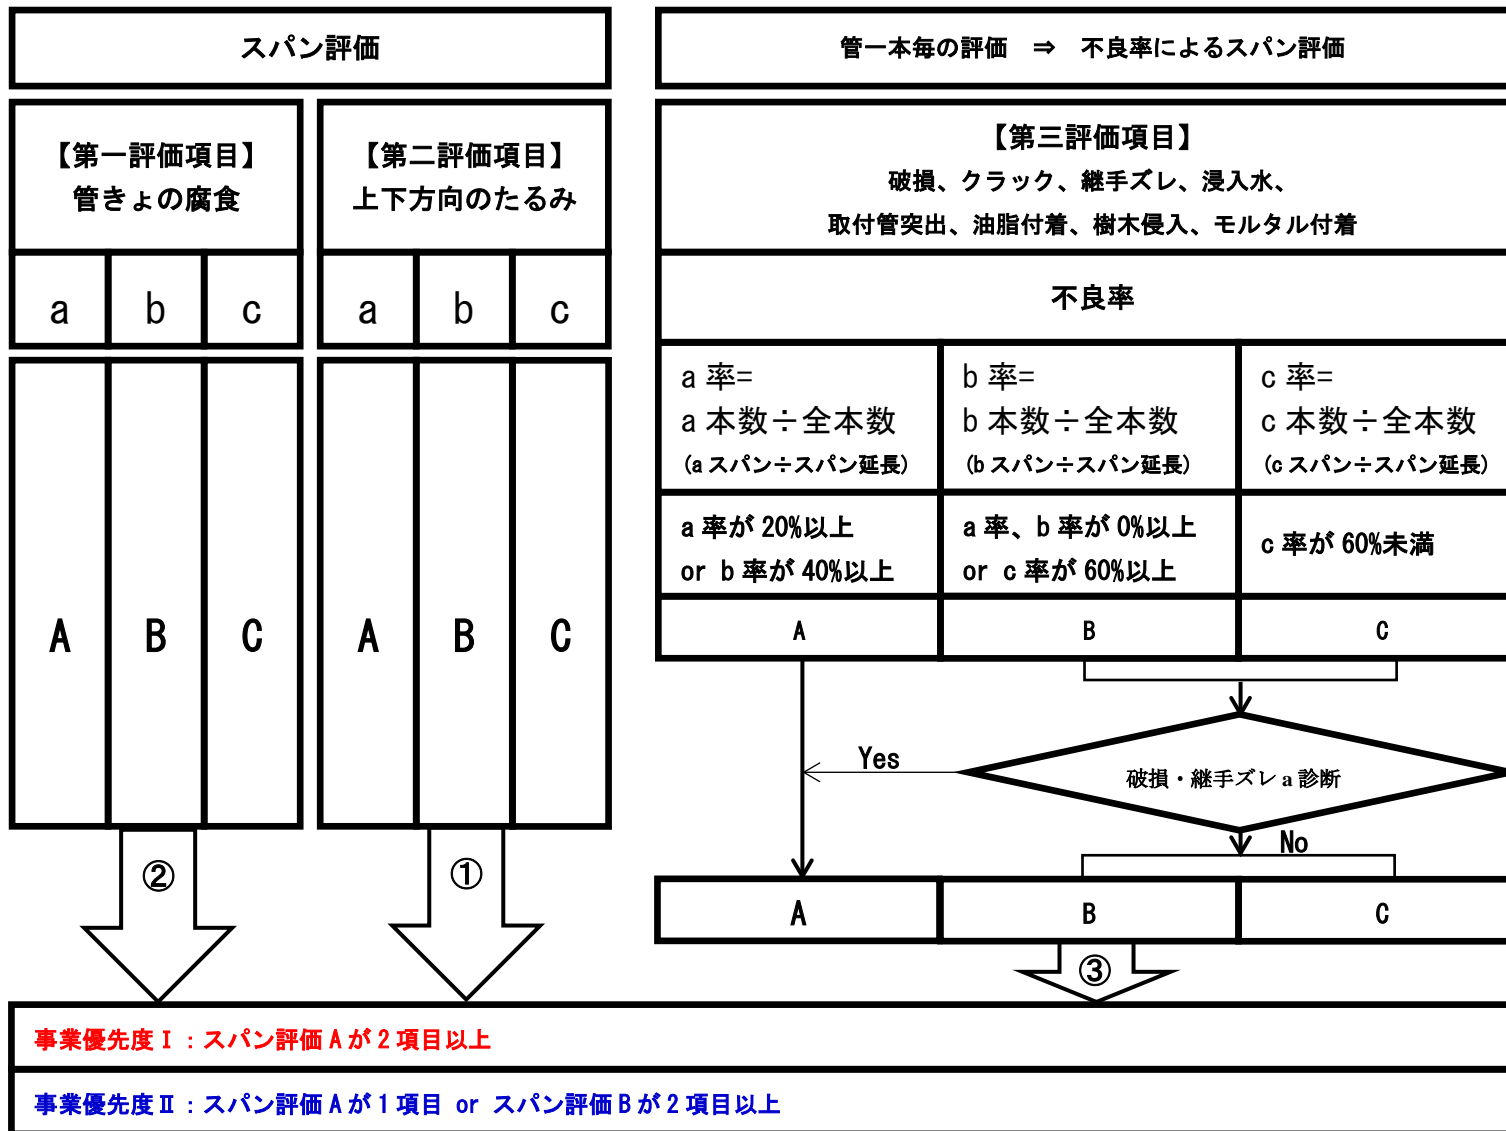 スパン評価
管一本毎の評価 ⇒ 不良率によるスパン評価
【第一評価項目】
管きょの腐食
【第二評価項目】
上下方向のたるみ
【第三評価項目】
破損、クラック、継手ズレ、浸入水、
取付管突出、油脂付着、樹木侵入、モルタル付着
a b c
a b c
不良率
a 率=
a 本数÷全本数
(a スパン÷スパン延長)
b 率=
b 本数÷全本数
(b スパン÷スパン延長)
c 率=
c 本数÷全本数
(c スパン÷スパン延長)
a 率が 20%以上
or b 率が 40%以上
a 率、b 率が 0%以上
or c 率が 60%以上
c 率が 60%未満
A B C
A B C
A B C
Yes
破損・継手ズレ a 診断
No
②
①
A B C
③
事業優先度Ⅰ:スパン評価 A が 2 項目以上
事業優先度Ⅱ:スパン評価 A が 1 項目 or スパン評価 B が 2 項目以上